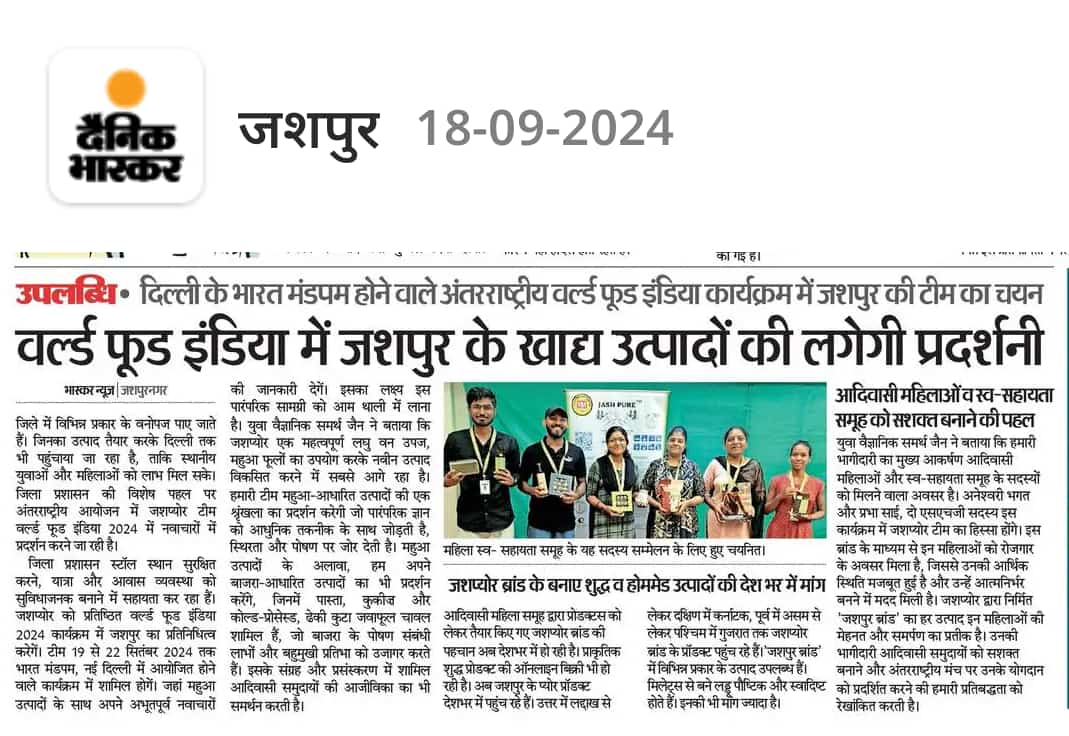 दैनिक
भास्कर
जशपुर 18-09-2024
की गई है।
उपलब्धि • दिल्ली के भारत मंडपम होने वाले अंतरराष्ट्रीय वर्ल्ड फूड इंडिया कार्यक्रम में जशपुर की टीम का चयन
वर्ल्ड फूड इंडिया में जशपुर के खाद्य उत्पादों की लगेगी प्रदर्शनी
भास्कर न्यूज | जशपुरनगर
जिले में विभिन्न प्रकार के वनोपज पाए जाते
हैं। जिनका उत्पाद तैयार करके दिल्ली तक
भी पहुंचाया जा रहा है, ताकि स्थानीय
युवाओं और महिलाओं को लाभ मिल सके।
जिला प्रशासन की विशेष पहल पर
अंतरराष्ट्रीय आयोजन में जशप्योर टीम
वर्ल्ड फूड इंडिया 2024 में नवाचारों में
प्रदर्शन करने जा रही है।
जिला प्रशासन स्टॉल स्थान सुरक्षित
करने, यात्रा और आवास व्यवस्था को
सुविधाजनक बनाने में सहायता कर रहा हैं।
जशप्योर को प्रतिष्ठित वर्ल्ड फूड इंडिया
2024 कार्यक्रम में जशपुर का प्रतिनिधित्व
करेगें। टीम 19 से 22 सितंबर 2024 तक
भारत मंडपम, नई दिल्ली में आयोजित होने
वाले कार्यक्रम में शामिल होगें। जहां महुआ
उत्पादों के साथ अपने अभूतपूर्व नवाचारों
की जानकारी देगें। इसका लक्ष्य इस
पारंपरिक सामग्री को आम थाली में लाना
है। युवा वैज्ञानिक समर्थ जैन ने बताया कि
जशप्योर एक महत्वपूर्ण लघु वन उपज,
महुआ फूलों का उपयोग करके नवीन उत्पाद
विकसित करने में सबसे आगे रहा है।
हमारी टीम महुआ-आधारित उत्पादों की एक
श्रृंखला का प्रदर्शन करेगी जो पारंपरिक ज्ञान
को आधुनिक तकनीक के साथ जोड़ती है,
स्थिरता और पोषण पर जोर देती है। महुआ
उत्पादों के अलावा, हम अपने
बाजरा-आधारित उत्पादों का भी प्रदर्शन
करेंगे, जिनमें पास्ता, कुकीज और
कोल्ड-प्रोसेस्ड, ढेकी कुटा जवाफूल चावल
शामिल हैं, जो बाजरा के पोषण संबंधी
लाभों और बहुमुखी प्रतिभा को उजागर करते
हैं। इसके संग्रह और प्रसंस्करण में शामिल
आदिवासी समुदायों की आजीविका का भी
समर्थन करती है।
JASH PURE
महिला स्व- सहायता समूह के यह सदस्य सम्मेलन के लिए हुए चयनित।
जशप्योर ब्रांड के बनाए शुद्ध व होममेड उत्पादों की देश भर में मांग
आदिवासी महिला समूह द्वारा प्रोडक्टस को
लेकर तैयार किए गए जशप्योर ब्रांड की
पहचान अब देशभर में हो रही है। प्राकृतिक
शुद्ध प्रोडक्ट की ऑनलाइन बिक्री भी हो
रही है। अब जशपुर के प्योर प्रॉडक्ट
देशभर में पहुंच रहे हैं। उत्तर में लद्दाख से
लेकर दक्षिण में कर्नाटक, पूर्व में असम से
लेकर पश्चिम में गुजरात तक जशप्योर
ब्रांड के प्रोडक्ट पहुंच रहे हैं। 'जशपुर ब्रांड'
में विभिन्न प्रकार के उत्पाद उपलब्ध हैं।
मिलेट्स से बने लड्डू पौष्टिक और स्वादिष्ट
होते हैं। इनकी भी मांग ज्यादा है।
आदिवासी महिलाओं व स्व-सहायता
समूह को सशक्त बनाने की पहल
युवा वैज्ञानिक समर्थ जैन ने बताया कि हमारी
भागीदारी का मुख्य आकर्षण आदिवासी
महिलाओं और स्व-सहायता समूह के सदस्यों
को मिलने वाला अवसर है। अनेश्वरी भगत
और प्रभा साई, दो एसएचजी सदस्य इस
कार्यक्रम में जशप्योर टीम का हिस्सा होंगे। इस
ब्रांड के माध्यम से इन महिलाओं को रोजगार
के अवसर मिला है, जिससे उनकी आर्थिक
स्थिति मजबूत हुई है और उन्हें आत्मनिर्भर
बनने में मदद मिली है। जशप्योर द्वारा निर्मित
'जशपुर ब्रांड' का हर उत्पाद इन महिलाओं की
मेहनत और समर्पण का प्रतीक है। उनकी
भागीदारी आदिवासी समुदायों को सशक्त
बनाने और अंतरराष्ट्रीय मंच पर उनके योगदान
को प्रदर्शित करने की हमारी प्रतिबद्धता को
रेखांकित करती है।